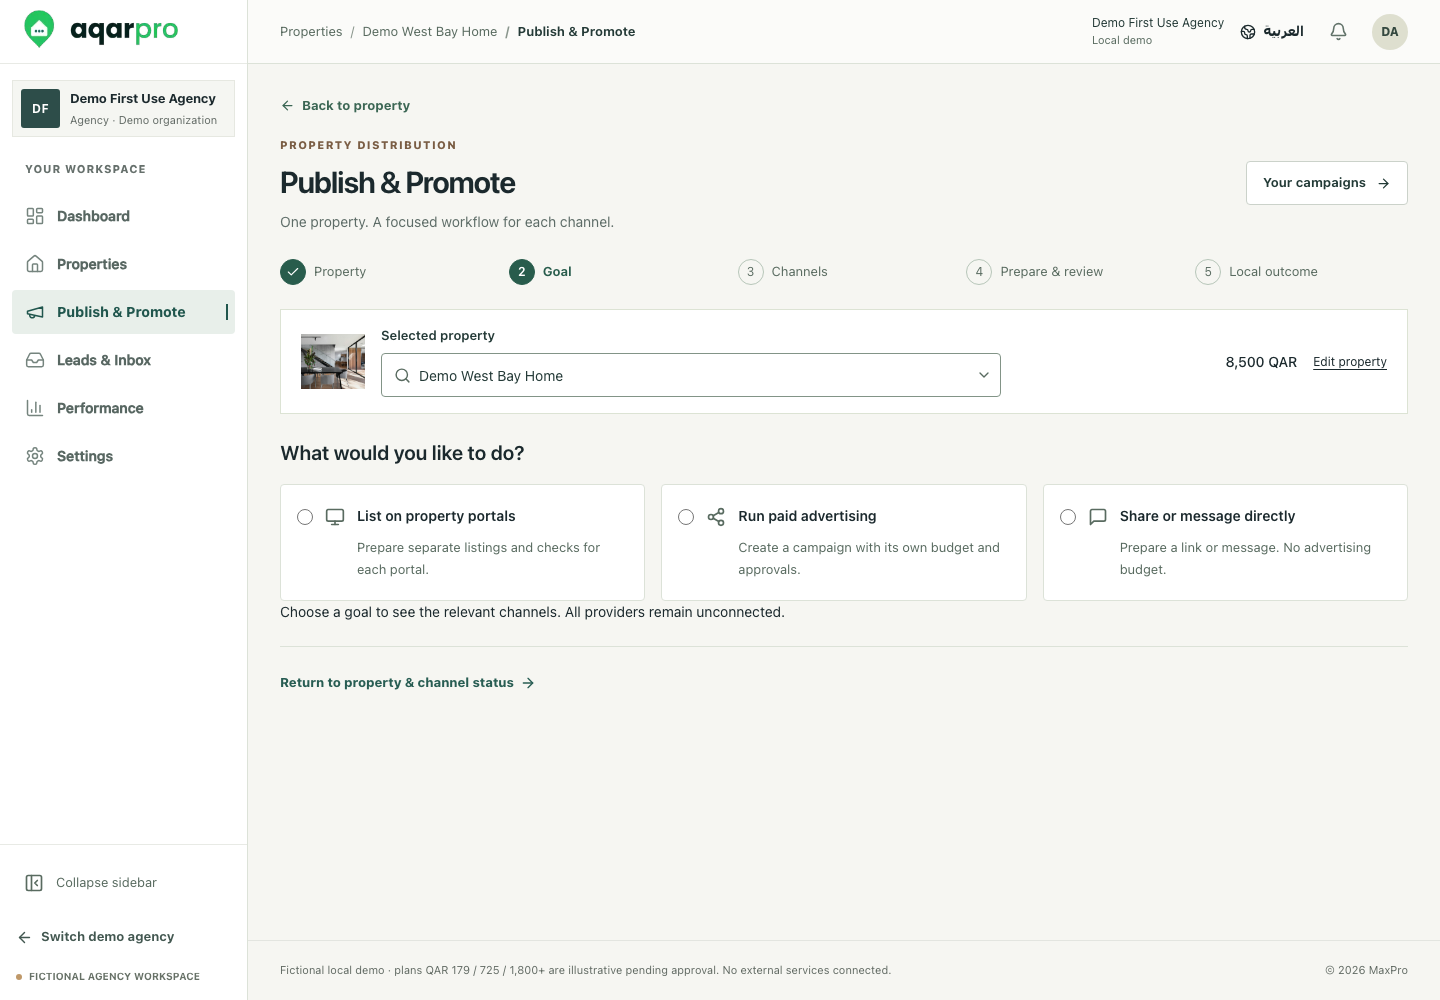 aqarpro
Properties / Demo West Bay Home / Publish & Promote
Demo First Use Agency
Local demo
العربية
DA
DF
Demo First Use Agency
Agency · Demo organization
YOUR WORKSPACE
Dashboard
Properties
Publish & Promote
Leads & Inbox
Performance
Settings
Collapse sidebar
Switch demo agency
FICTIONAL AGENCY WORKSPACE
Back to property
PROPERTY DISTRIBUTION
Publish & Promote
One property. A focused workflow for each channel.
Your campaigns
Property
2 Goal
3 Channels
4 Prepare & review
5 Local outcome
Selected property
Demo West Bay Home
8,500 QAR
Edit property
What would you like to do?
List on property portals
Prepare separate listings and checks for
each portal.
Run paid advertising
Create a campaign with its own budget and
approvals.
Share or message directly
Prepare a link or message. No advertising
budget.
Choose a goal to see the relevant channels. All providers remain unconnected.
Return to property & channel status
Fictional local demo · plans QAR 179 / 725 / 1,800+ are illustrative pending approval. No external services connected.
© 2026 MaxPro